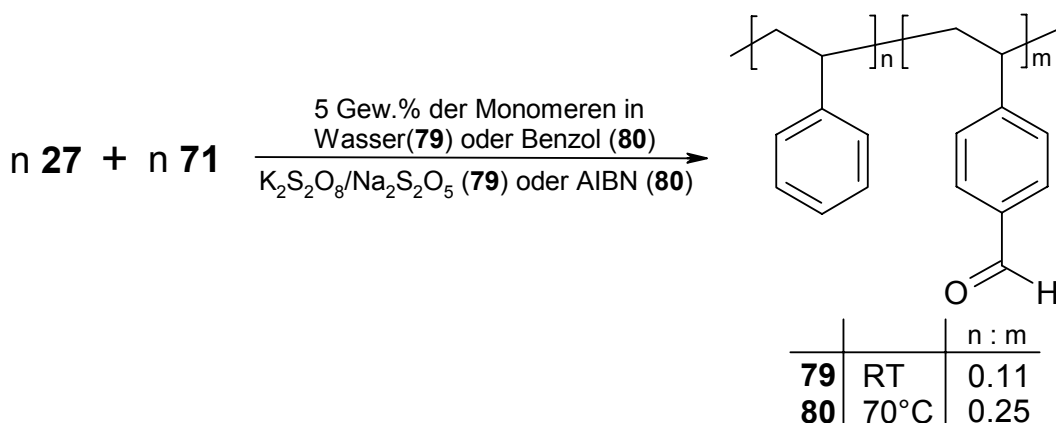 5 Gew.% der Monomeren in
Wasser(79) oder Benzol (80)
n 27 + n 71
K₂S₂O₈/Na₂S₂O₅ (79) oder AIBN (80)
n m
O H
n : m
79 RT 0.11
80 70°C 0.25